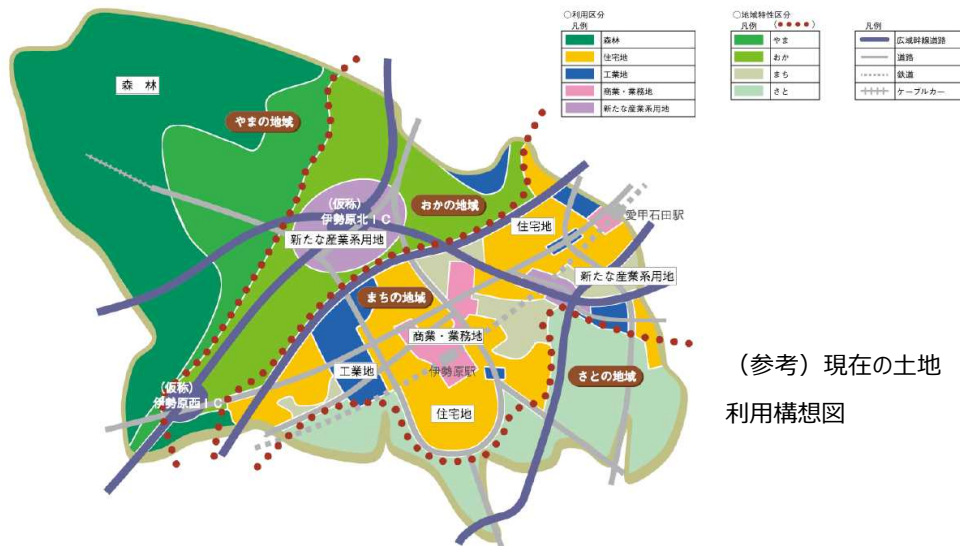 ○利用区分
凡例
森林
住宅地
工業地
商業・業務地
新たな産業系用地
○地域特性区分
凡例 (●●●●●)
やま
おか
まち
さと
凡例
広域幹線道路
道路
鉄道
ケーブルカー
森 林
やまの地域
(仮称)
伊勢原北IC
新たな産業系用地
おかの地域
住宅地
愛甲石田駅
新たな産業系用地
まちの地域
商業・業務地
伊勢原駅
工業地
さとの地域
(仮称)
伊勢原西IC
住宅地
(参考)現在の土地
利用構想図